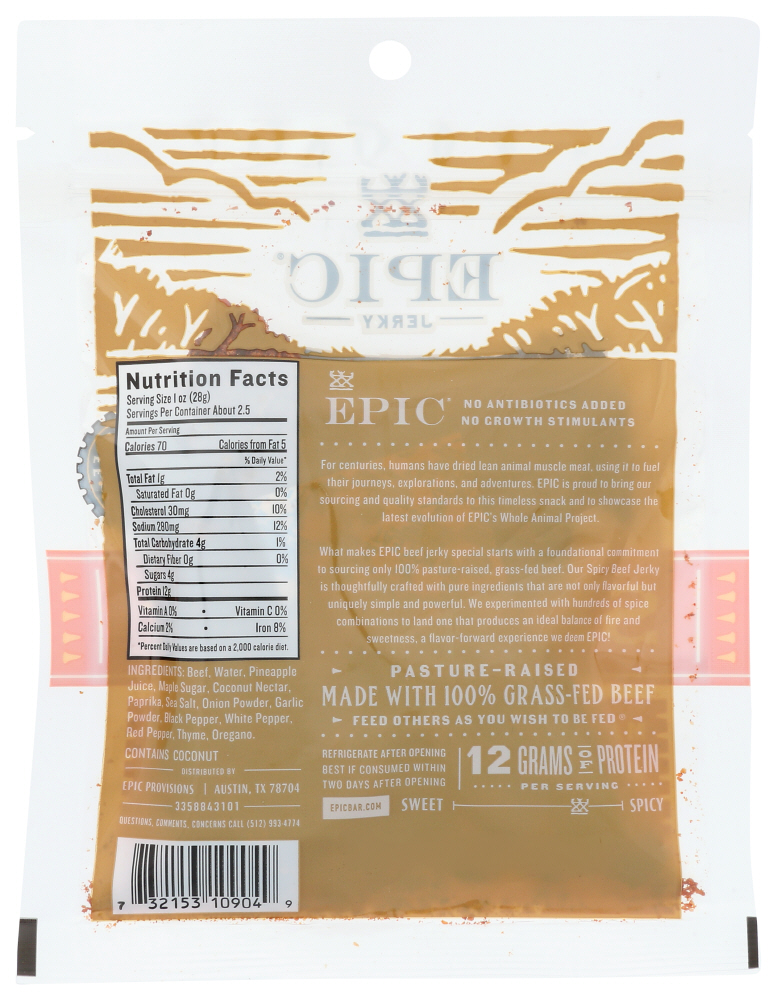 EPIC®
JERKY
Nutrition Facts
Serving Size 1 oz (28g)
Servings Per Container About 2.5
Amount Per Serving
Calories 70 Calories from Fat 5
% Daily Value*
Total Fat 1g 2%
Saturated Fat 0g 0%
Cholesterol 30mg 10%
Sodium 280mg 12%
Total Carbohydrate 4g 1%
Dietary Fiber 0g 0%
Sugars 4g
Protein 12g
Vitamin A 0% • Vitamin C 0%
Calcium 2% • Iron 8%
*Percent Daily Values are based on a 2,000 calorie diet.
INGREDIENTS: Beef, Water, Pineapple
Juice, Maple Sugar, Coconut Nectar,
Paprika, Sea Salt, Onion Powder, Garlic
Powder, Black Pepper, White Pepper,
Red Pepper, Thyme, Oregano.
CONTAINS COCONUT
DISTRIBUTED BY
EPIC PROVISIONS | AUSTIN, TX 78704
3358843101
QUESTIONS, COMMENTS, CONCERNS CALL (512) 993-4774
7 32153 10904 9
EPIC®
NO ANTIBIOTICS ADDED
NO GROWTH STIMULANTS
For centuries, humans have dried lean animal muscle meat, using it to fuel
their journeys, explorations, and adventures. EPIC is proud to bring our
sourcing and quality standards to this timeless snack and to showcase the
latest evolution of EPIC's Whole Animal Project.
What makes EPIC beef jerky special starts with a foundational commitment
to sourcing only 100% pasture-raised, grass-fed beef. Our Spicy Beef Jerky
is thoughtfully crafted with pure ingredients that are not only flavorful but
uniquely simple and powerful. We experimented with hundreds of spice
combinations to land one that produces an ideal balance of fire and
sweetness, a flavor-forward experience we deem EPIC!
PASTURE-RAISED
MADE WITH 100% GRASS-FED BEEF
FEED OTHERS AS YOU WISH TO BE FED®
REFRIGERATE AFTER OPENING
BEST IF CONSUMED WITHIN
TWO DAYS AFTER OPENING
12 GRAMS OF PROTEIN
PER SERVING
EPICBAR.COM
SWEET SPICY